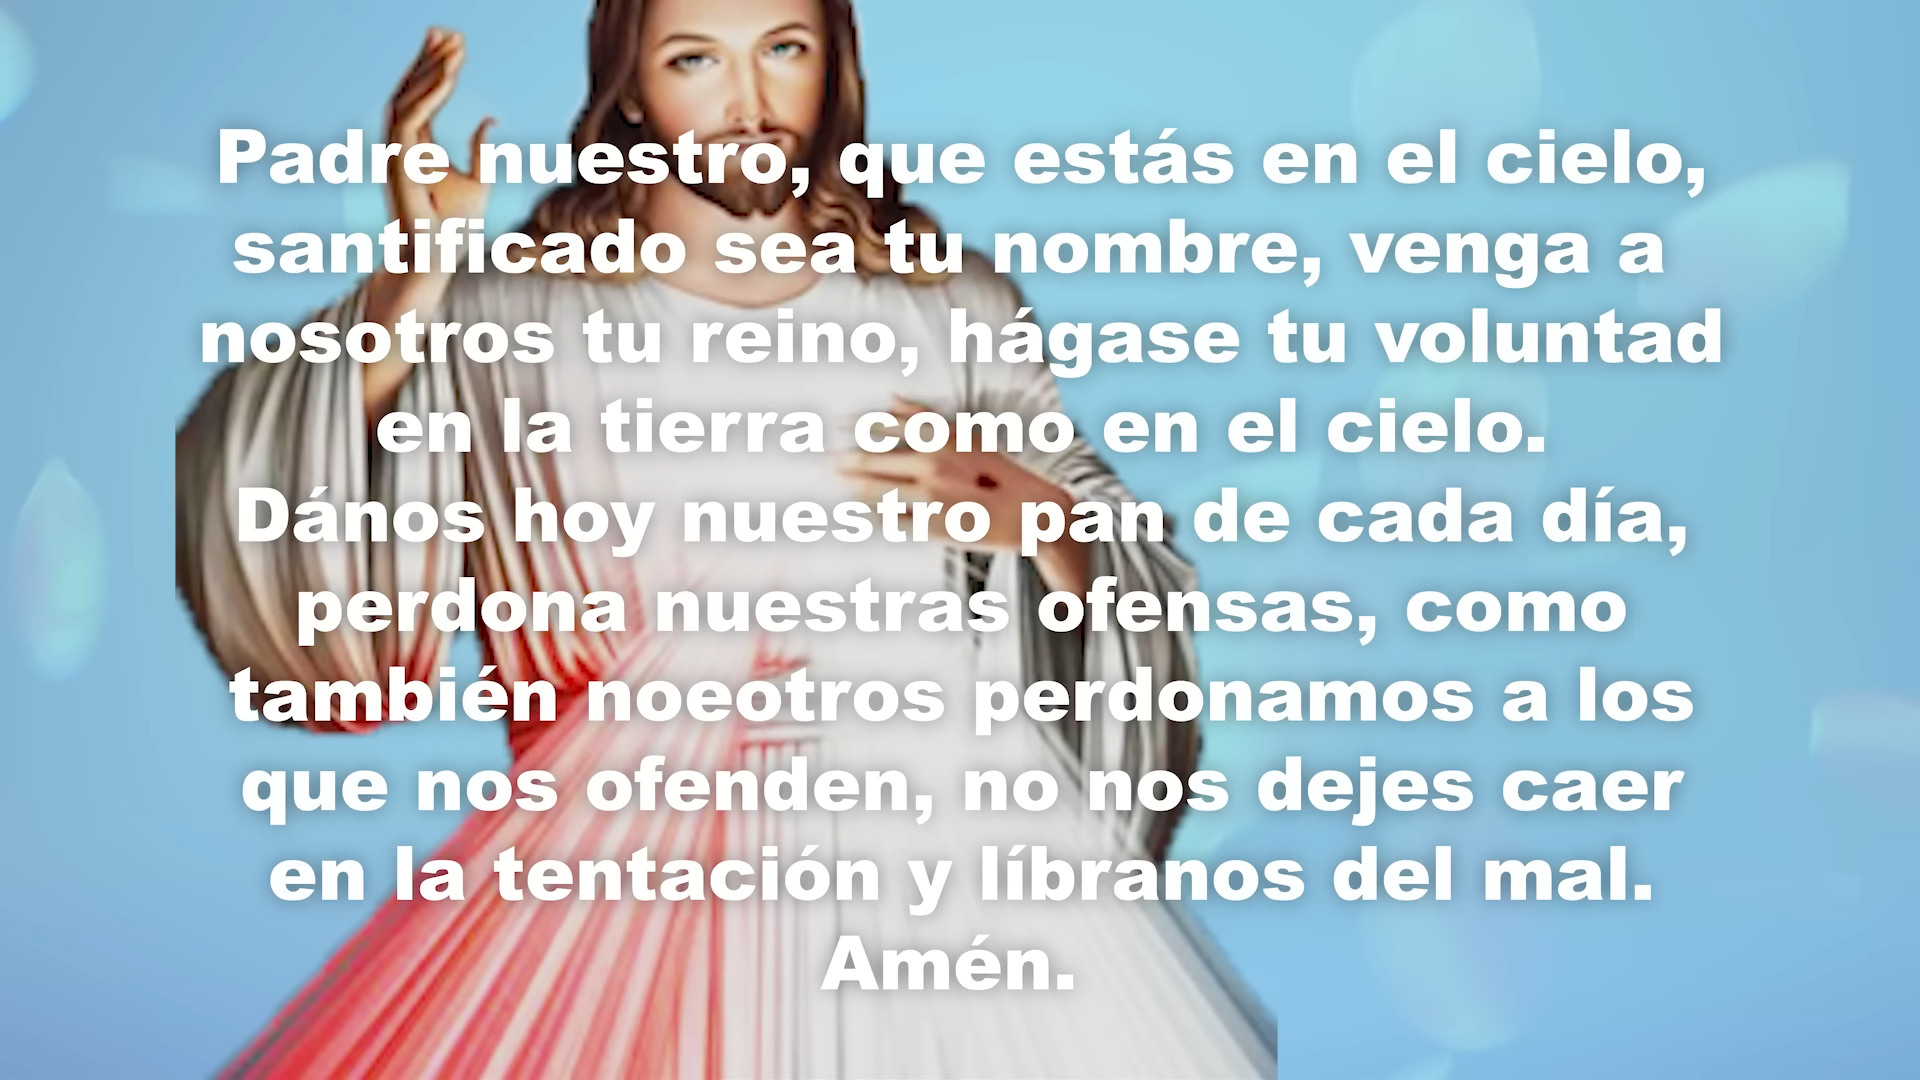 Padre nuestro, que estás en el cielo,
santificado sea tu nombre, venga a
nosotros tu reino, hágase tu voluntad
en la tierra como en el cielo.
Dános hoy nuestro pan de cada día,
perdona nuestras ofensas, como
también noeotros perdonamos a los
que nos ofenden, no nos dejes caer
en la tentación y líbranos del mal.
Amén.